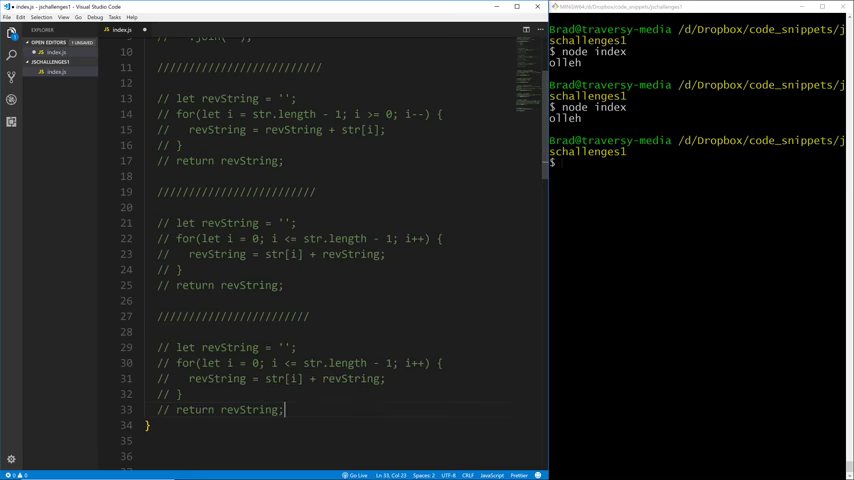 index.js - jschallenges1 - Visual Studio Code
File Edit Selection View Go Debug Tasks Help
EXPLORER
OPEN EDITORS 1 UNSAVED
index.js
JSCHALLENGES1
index.js
index.js
// .join('');
10
11 //////////////////////////
12
13 // let revString = '';
14 // for(let i = str.length - 1; i >= 0; i--) {
15 //   revString = revString + str[i];
16 // }
17 // return revString;
18
19 /////////////////////////
20
21 // let revString = '';
22 // for(let i = 0; i <= str.length - 1; i++) {
23 //   revString = str[i] + revString;
24 // }
25 // return revString;
26
27 ////////////////////////
28
29 // let revString = '';
30 // for(let i = 0; i <= str.length - 1; i++) {
31 //   revString = str[i] + revString;
32 // }
33 // return revString;
34 }
35
36
0 0 Go Live Ln 33, Col 23 Spaces: 2 UTF-8 CRLF JavaScript Prettier
MINGW64:/d/Dropbox/code_snippets/jschallenges1
Brad@traversy-media /d/Dropbox/code_snippets/j
schallenges1
$ node index
olleh
Brad@traversy-media /d/Dropbox/code_snippets/j
schallenges1
$ node index
olleh
Brad@traversy-media /d/Dropbox/code_snippets/j
schallenges1
$